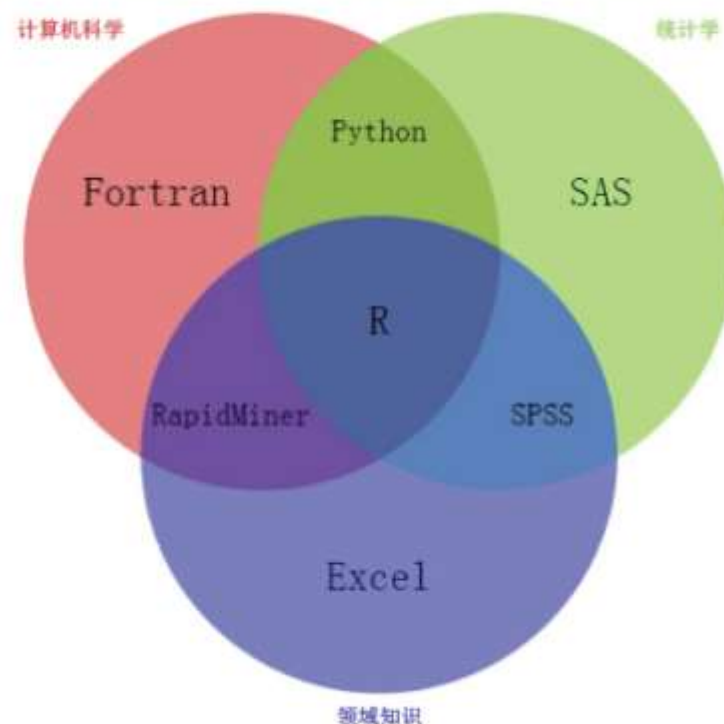 计算机科学
统计学
Python
Fortran
SAS
R
RapidMiner
SPSS
Excel
领域知识